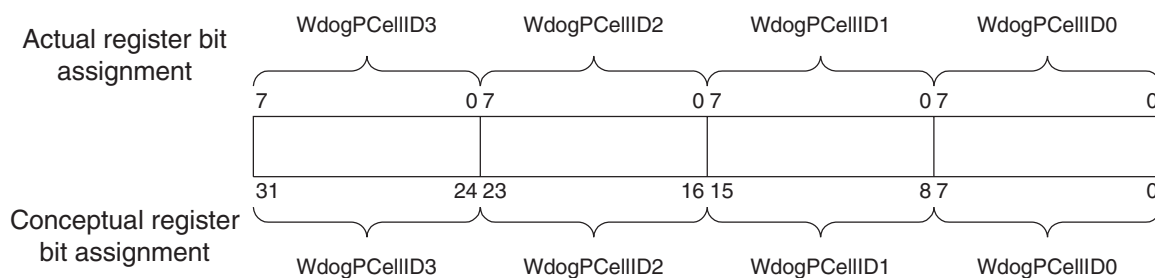 Actual register bit
assignment
WdogPCellID3 WdogPCellID2 WdogPCellID1 WdogPCellID0
7 0 7 0 7 0 7 0
31 24 23 16 15 8 7 0
Conceptual register
bit assignment
WdogPCellID3 WdogPCellID2 WdogPCellID1 WdogPCellID0